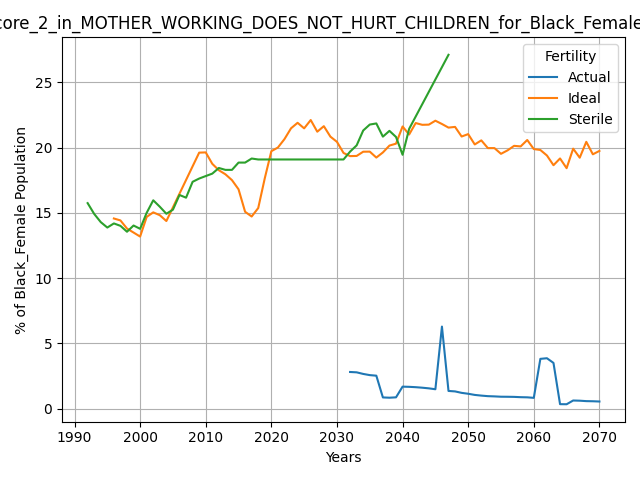 core_2_in_MOTHER_WORKING_DOES_NOT_HURT_CHILDREN_for_Black_Female
Fertility
Actual
Ideal
Sterile
% of Black_Female Population
25
20
15
10
5
0
1990 2000 2010 2020 2030 2040 2050 2060 2070
Years